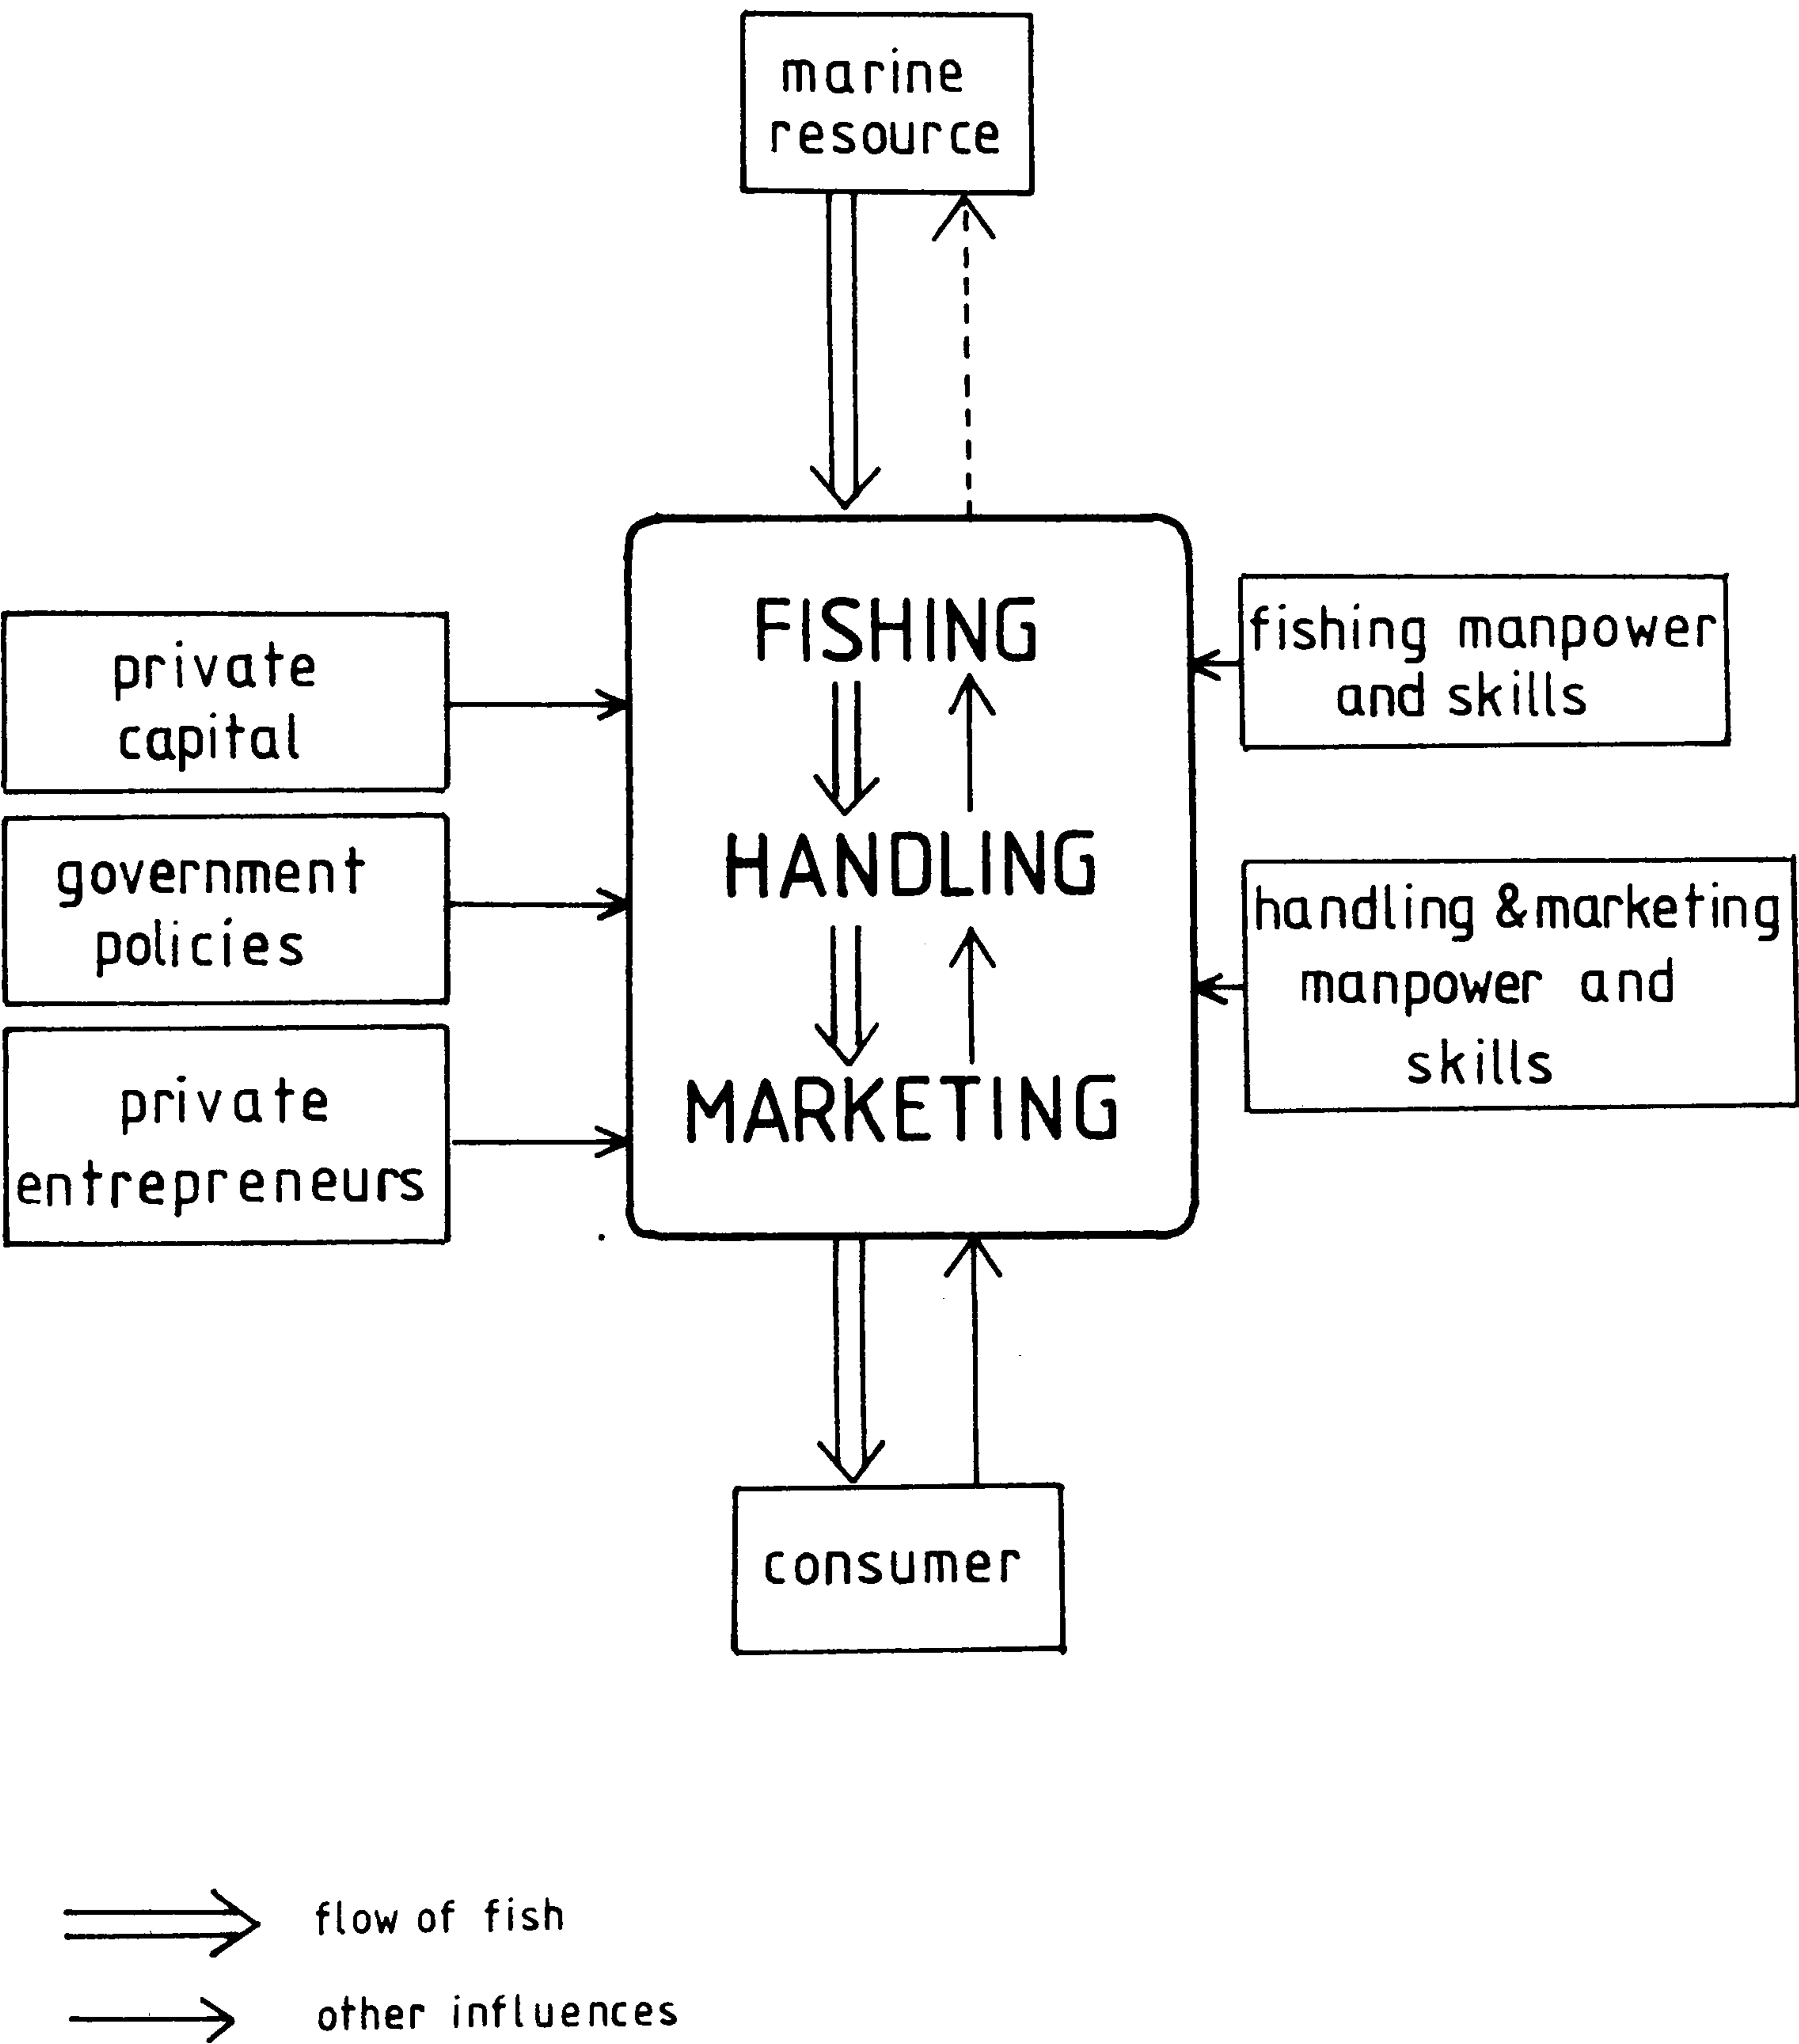 marine
resource
FISHING
HANDLING
MARKETING
private
capital
government
policies
private
entrepreneurs
fishing manpower
and skills
handling & marketing
manpower and
skills
consumer
flow of fish
other influences